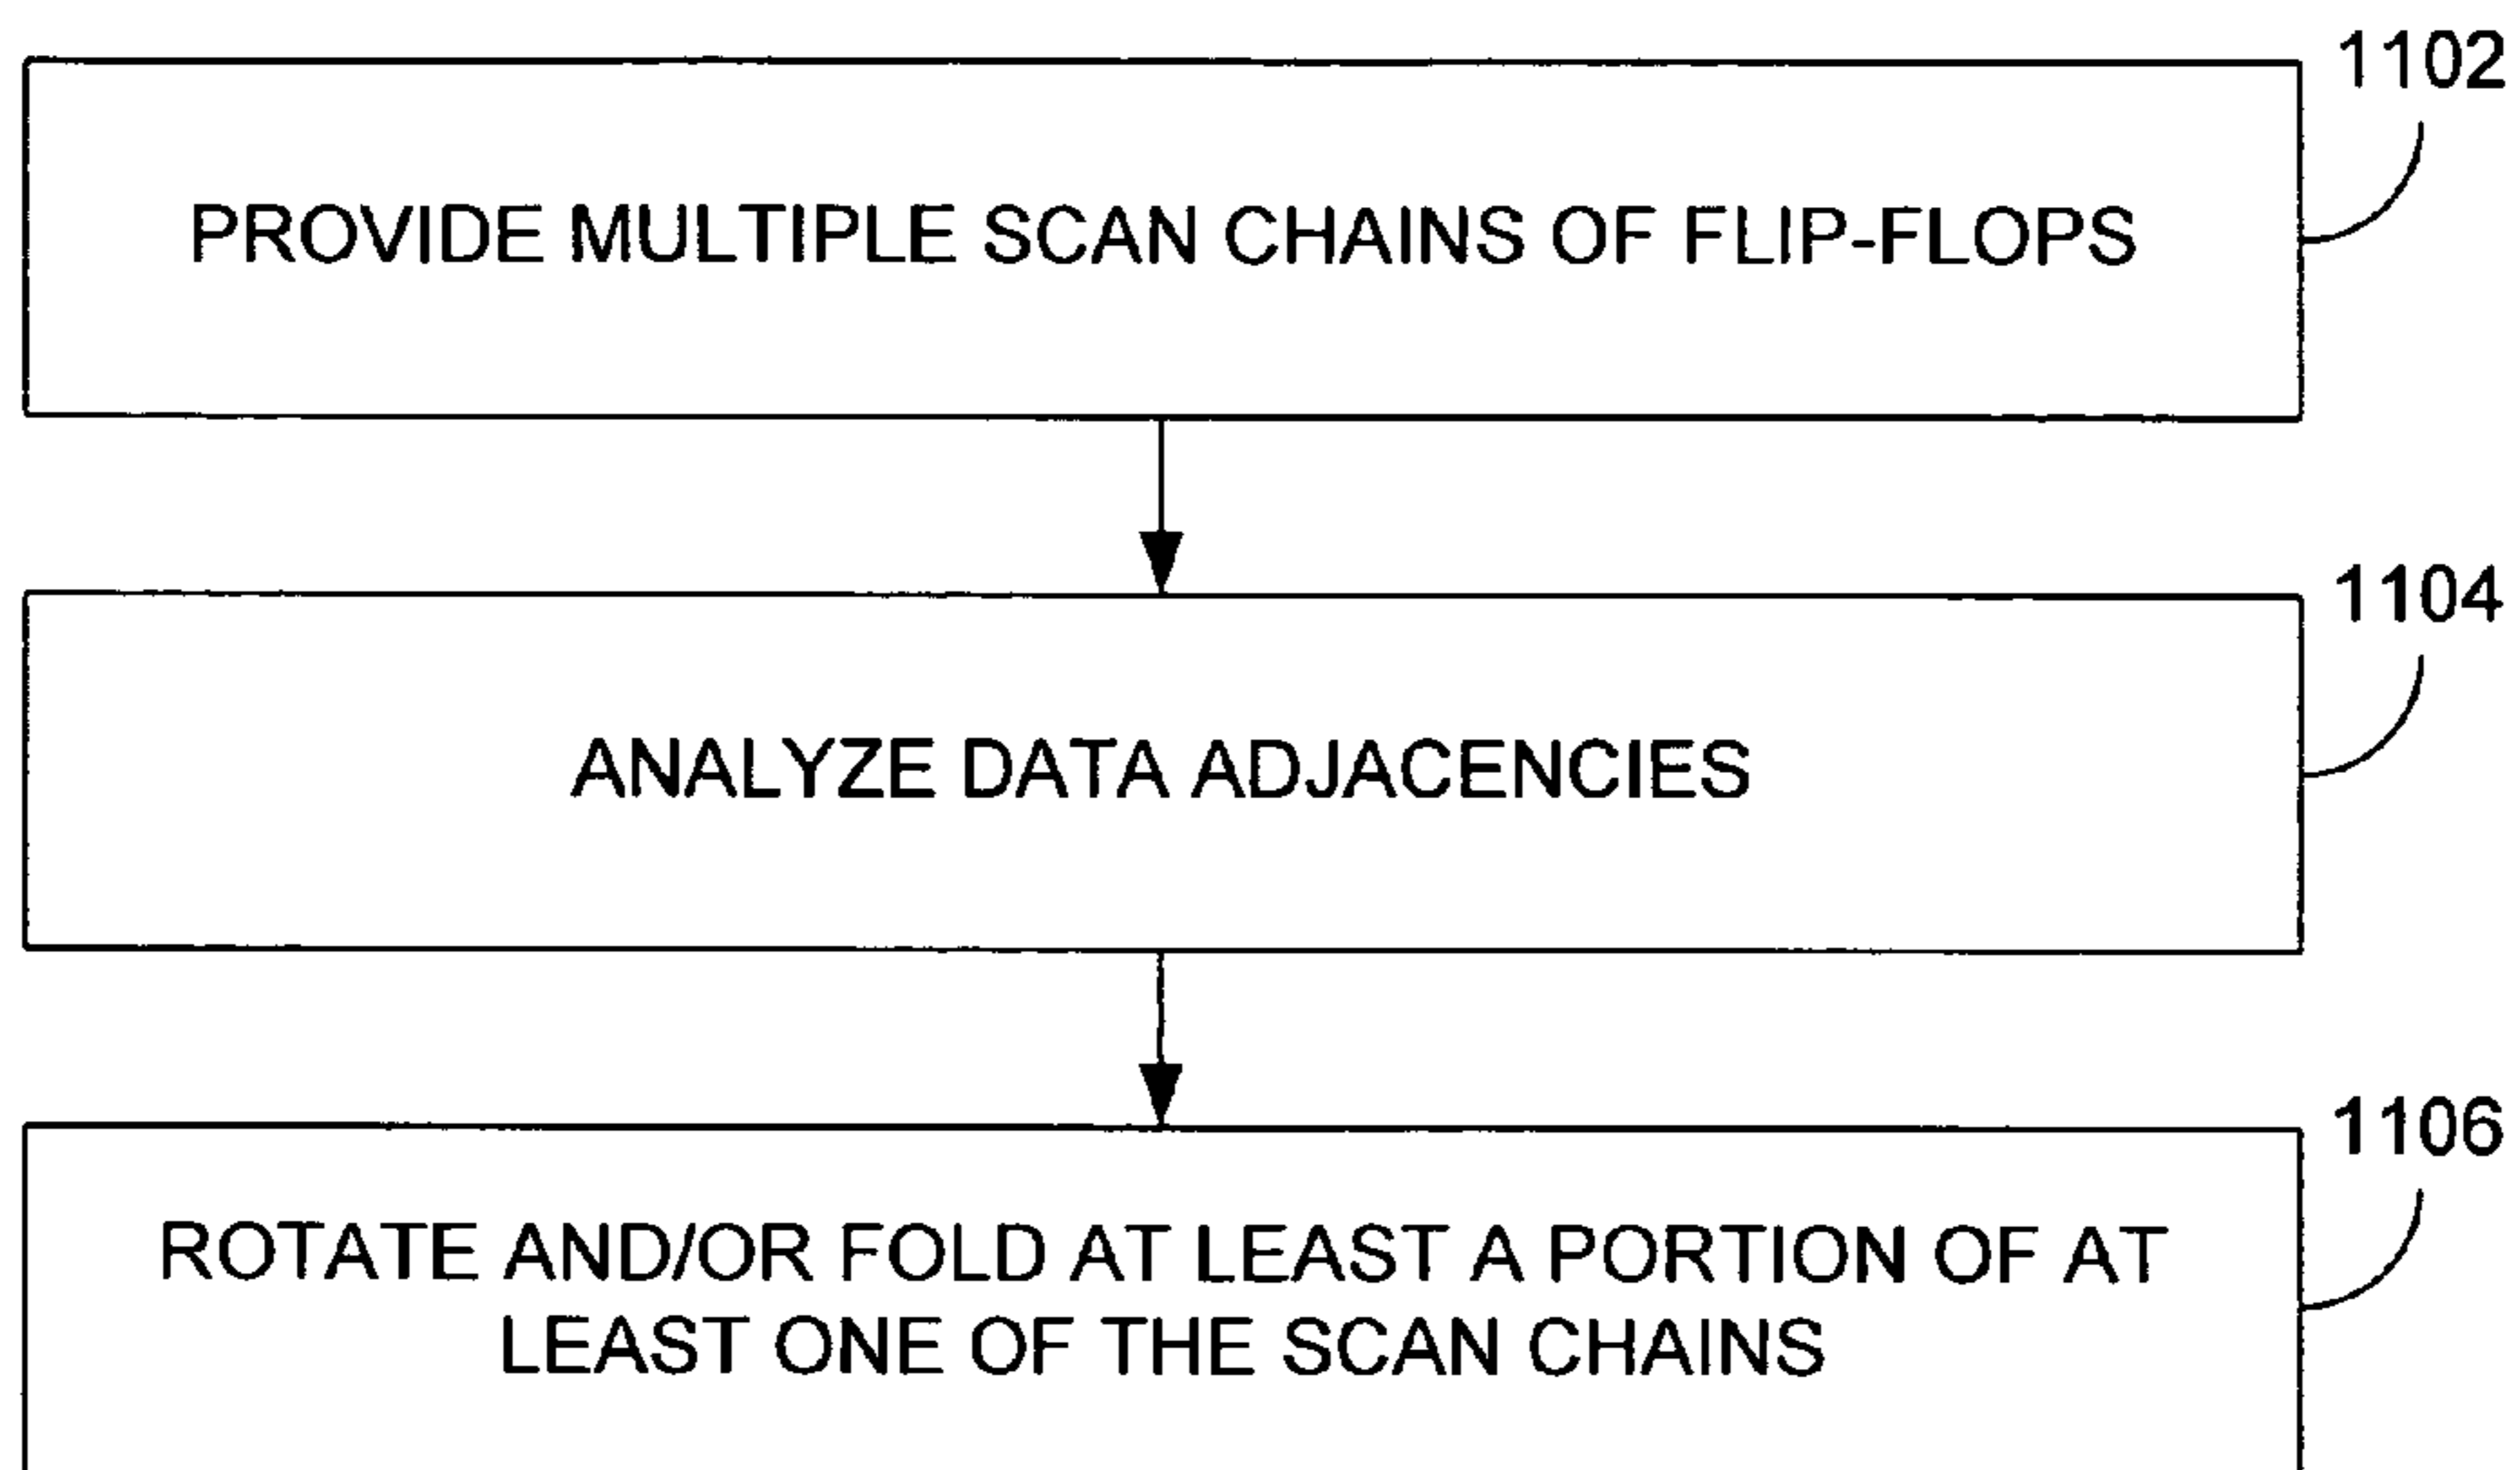 1102
PROVIDE MULTIPLE SCAN CHAINS OF FLIP-FLOPS
1104
ANALYZE DATA ADJACENCIES
1106
ROTATE AND/OR FOLD AT LEAST A PORTION OF AT
LEAST ONE OF THE SCAN CHAINS